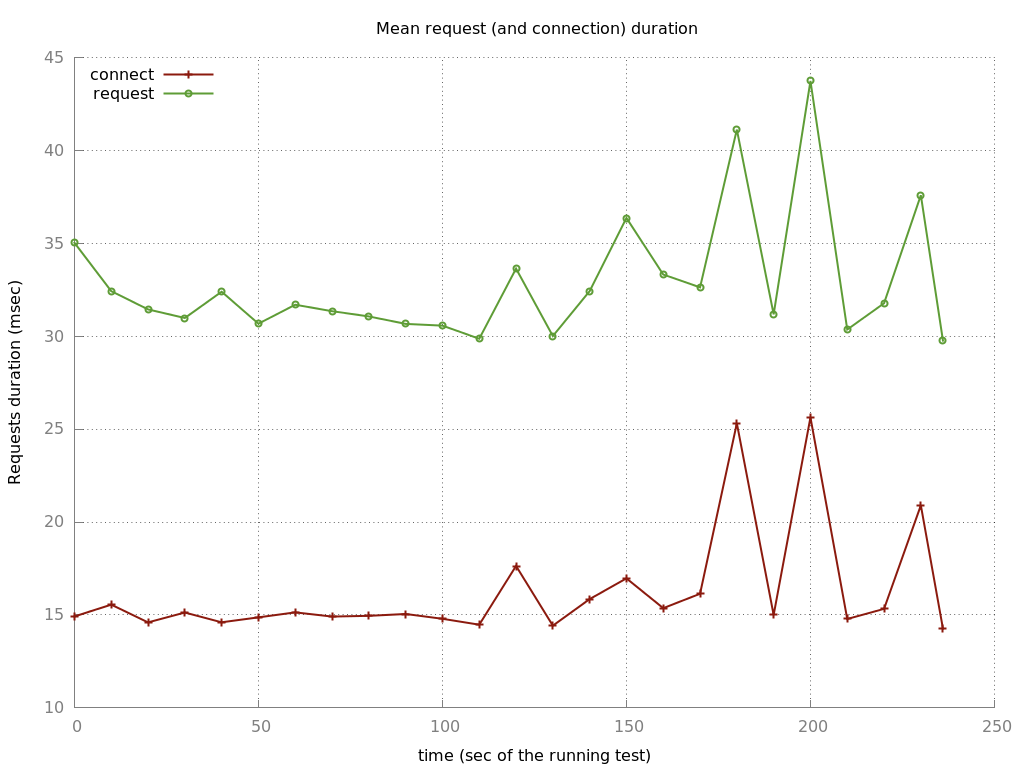 Mean request (and connection) duration
45
connect
request
40
35
30
25
20
15
10
0 50 100 150 200 250
Requests duration (msec)
time (sec of the running test)